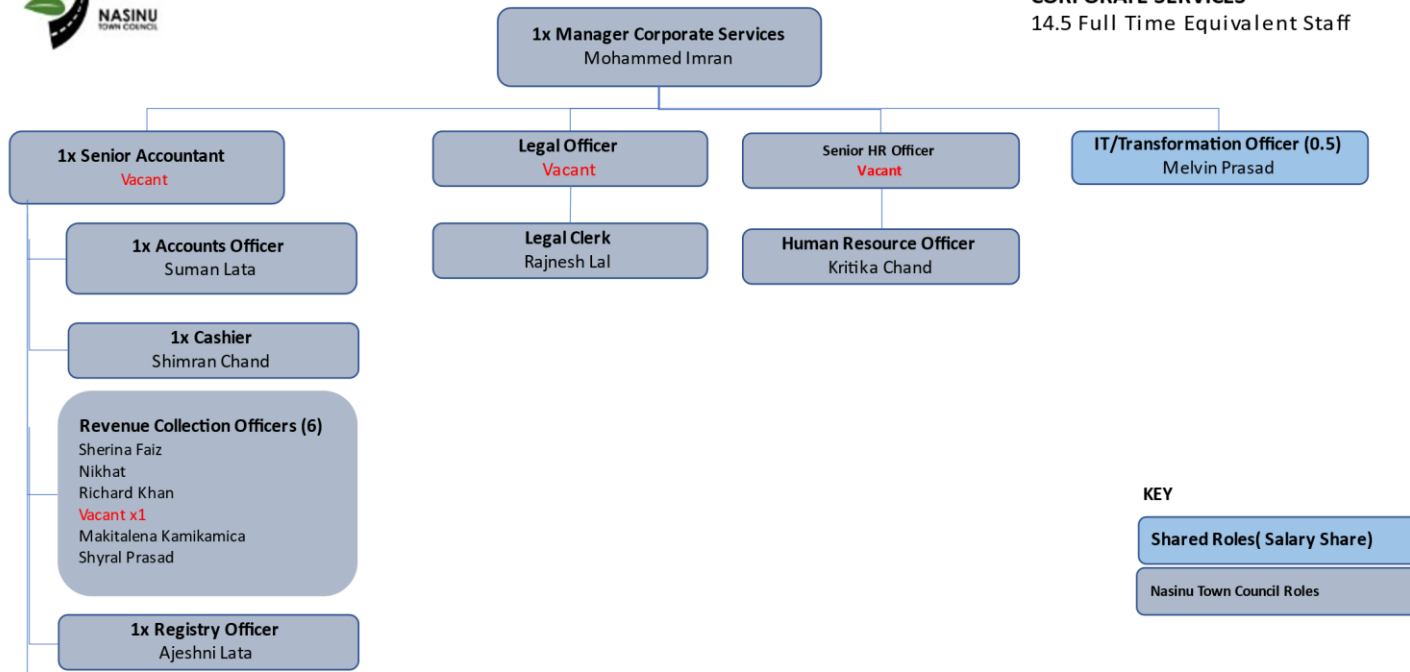 NASINU
TOWN COUNCIL
CORPORATE SERVICES
14.5 Full Time Equivalent Staff
1x Manager Corporate Services
Mohammed Imran
1x Senior Accountant
Vacant
Legal Officer
Vacant
Senior HR Officer
Vacant
IT/Transformation Officer (0.5)
Melvin Prasad
1x Accounts Officer
Suman Lata
Legal Clerk
Rajnesh Lal
Human Resource Officer
Kritika Chand
1x Cashier
Shimran Chand
Revenue Collection Officers (6)
Sherina Faiz
Nikhat
Richard Khan
Vacant x1
Makitalena Kamikamica
Shyral Prasad
1x Registry Officer
Ajeshni Lata
KEY
Shared Roles( Salary Share)
Nasinu Town Council Roles